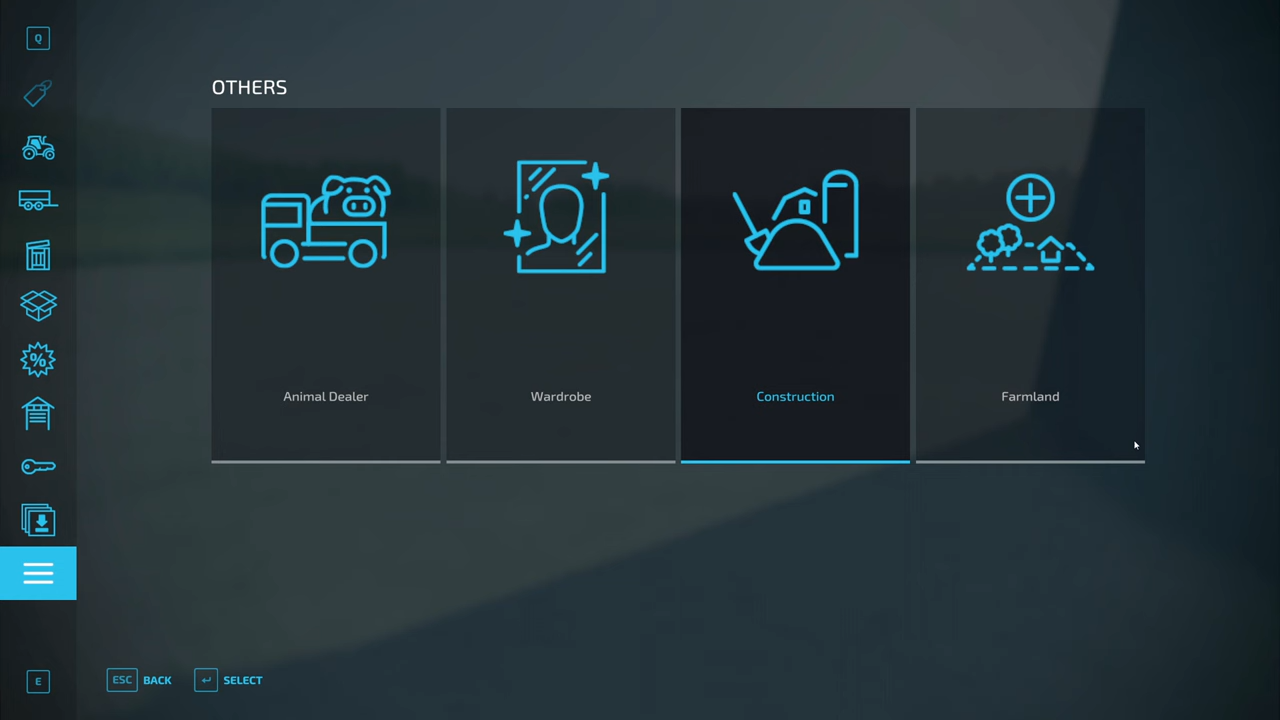 Q
OTHERS
%
Animal Dealer
Wardrobe
Construction
Farmland
E
ESC BACK
SELECT